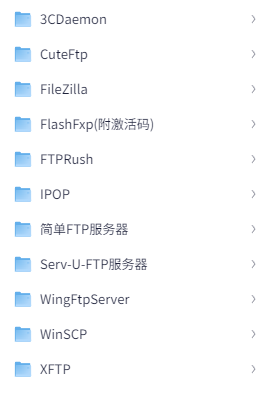 3CDaemon
CuteFtp
FileZilla
FlashFxp(附激活码)
FTPRush
IPOP
简单FTP服务器
Serv-U-FTP服务器
WingFtpServer
WinSCP
XFTP